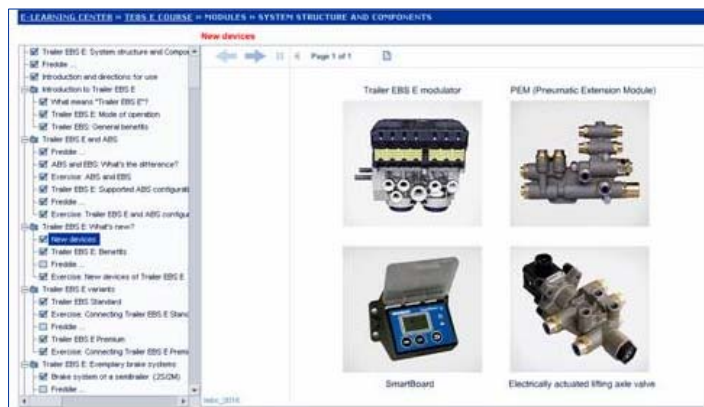 E-LEARNING CENTER » TEBS E COURSE » MODULES » SYSTEM STRUCTURE AND COMPONENTS
New devices
Page 1 of 1
Trailer EBS E: System structure and Compo
Freddie ...
Introduction and directions for use
Introduction to Trailer EBS E
What means "Trailer EBS E"?
Trailer EBS E: Mode of operation
Trailer EBS: General benefits
Trailer EBS E and ABS
Freddie ...
ABS and EBS: What's the difference?
Exercise: ABS and EBS
Trailer EBS E: Supported ABS configurati
Freddie ...
Exercise: Trailer EBS E and ABS configur
Trailer EBS E: What's new?
New devices
Trailer EBS E: Benefits
Freddie ...
Exercise: New devices of Trailer EBS E
Trailer EBS E variants
Trailer EBS Standard
Exercise: Connecting Trailer EBS E Stand
Freddie ...
Trailer EBS E Premium
Exercise: Connecting Trailer EBS E Premi
Trailer EBS E: Exemplary brake systems
Brake system of a semitrailer (2S/2M)
Freddie ...
Trailer EBS E modulator
PEM (Pneumatic Extension Module)
SmartBoard
Electrically actuated lifting axle valve